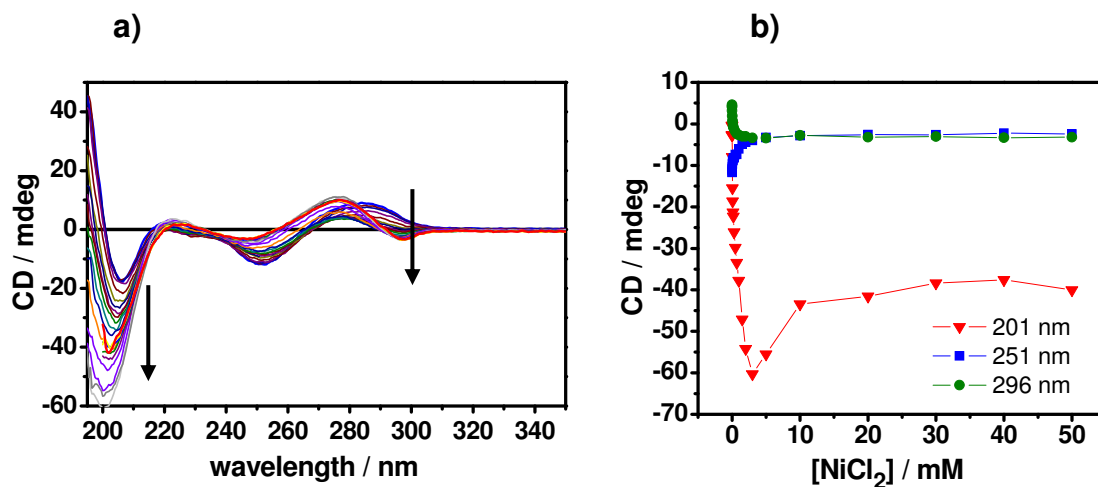 a)
CD / mdeg
40
20
0
-20
-40
-60
200 220 240 260 280 300 320 340
wavelength / nm
b)
CD / mdeg
10
0
-10
-20
-30
-40
-50
-60
-70
201 nm
251 nm
296 nm
0 10 20 30 40 50
[NiCl₂] / mM